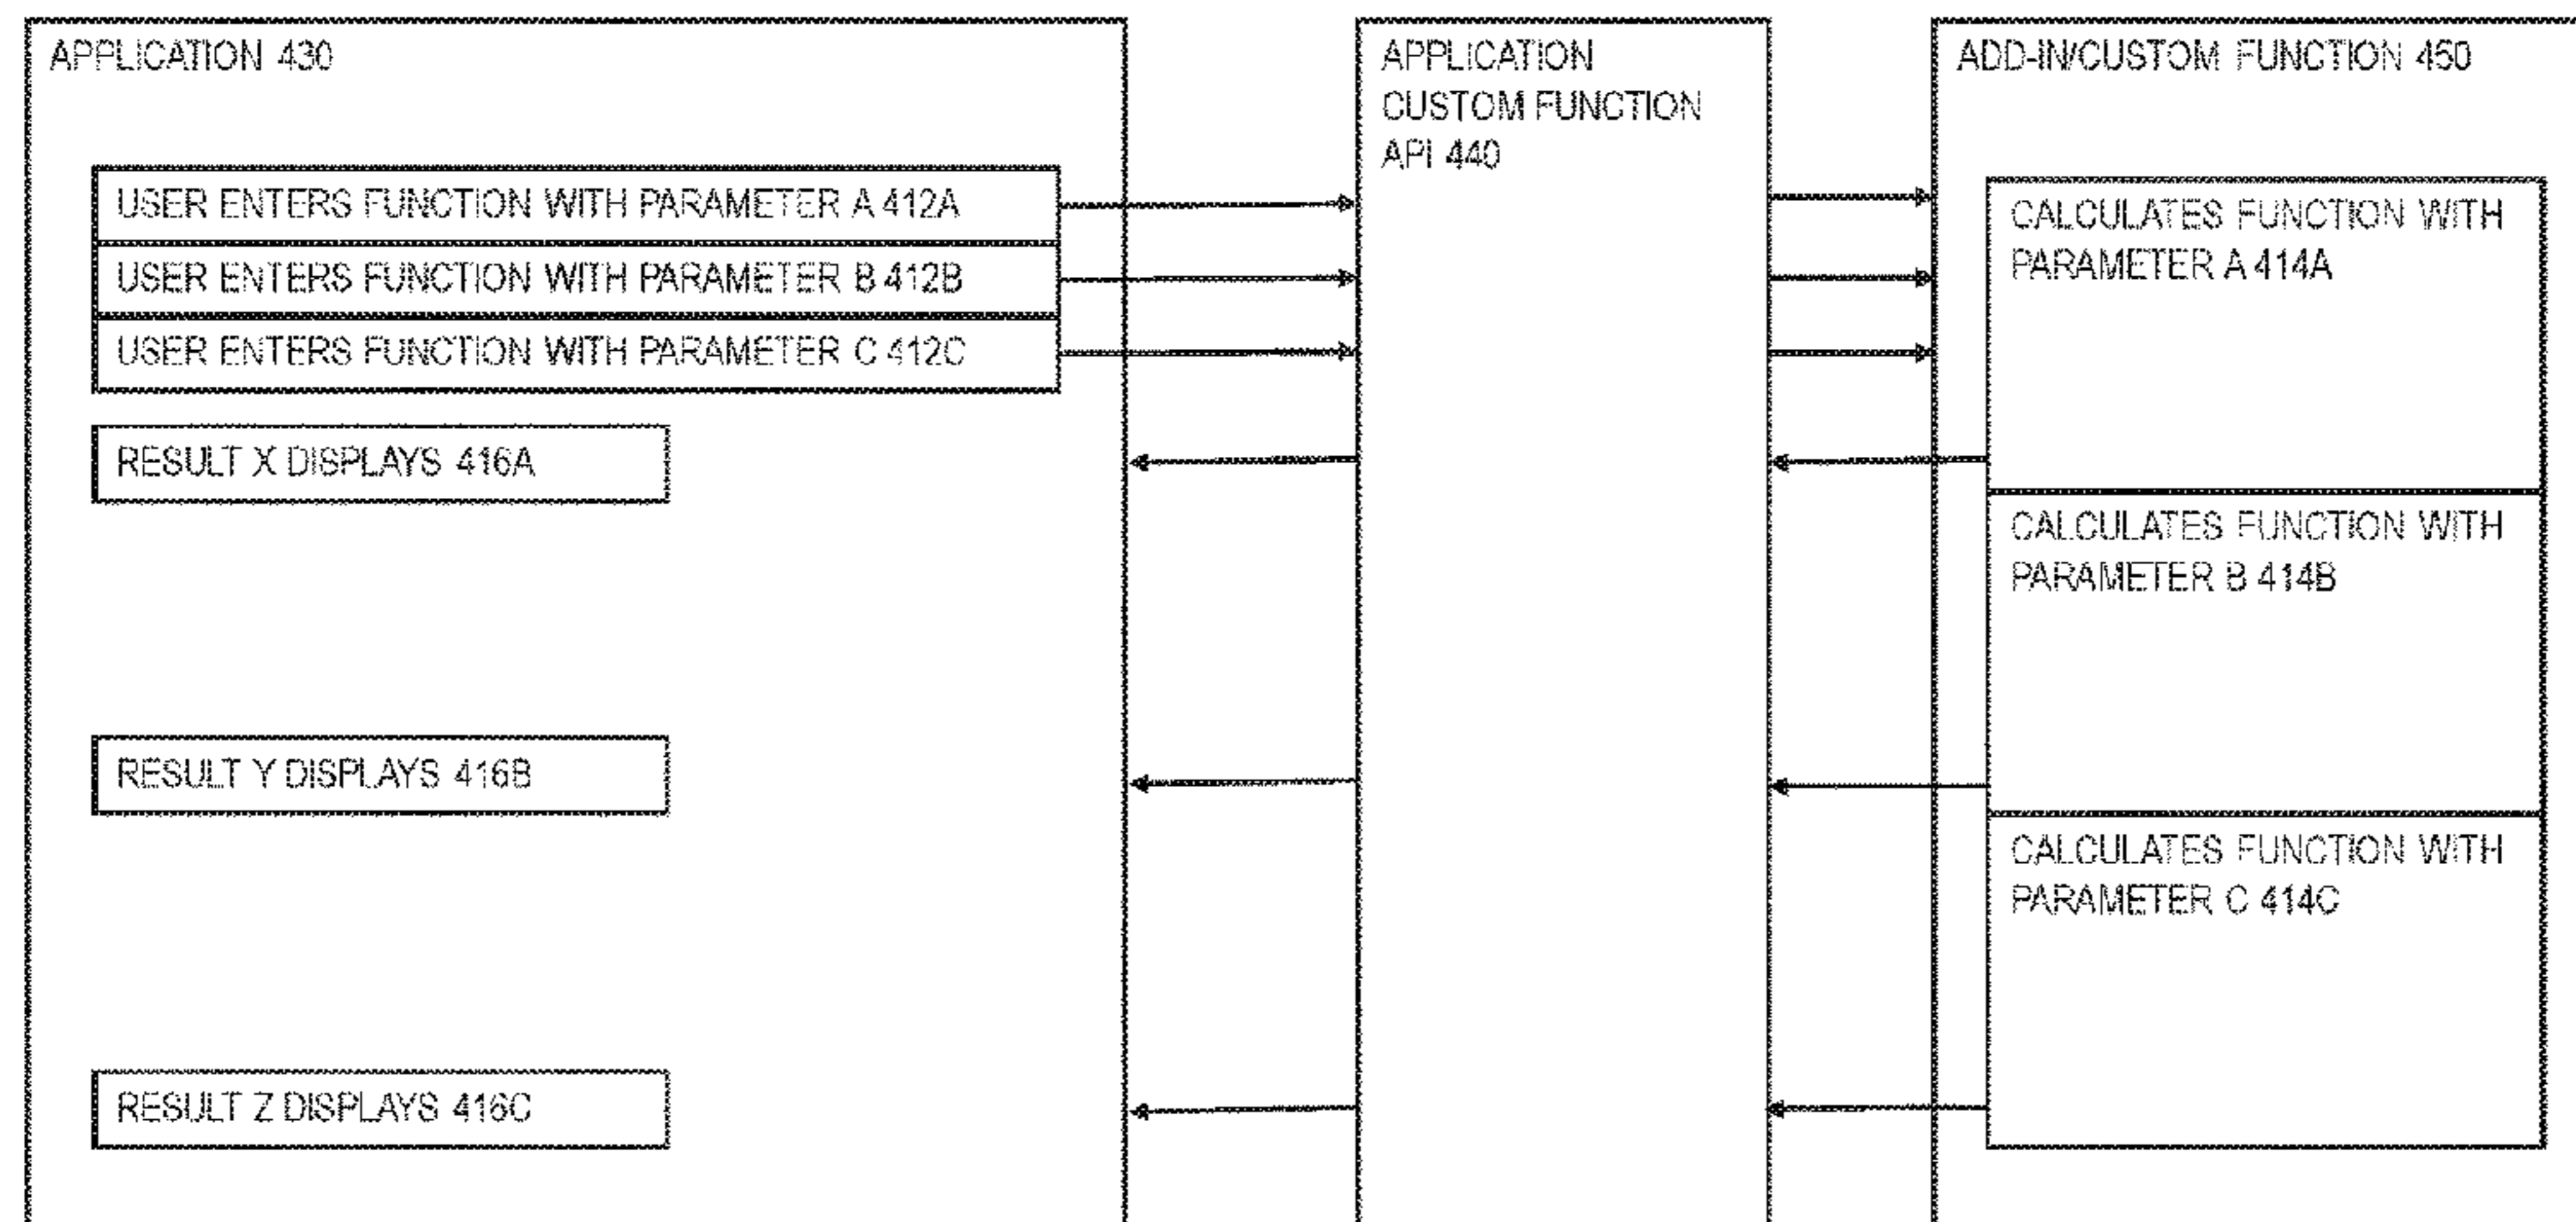 APPLICATION 430
USER ENTERS FUNCTION WITH PARAMETER A 412A
USER ENTERS FUNCTION WITH PARAMETER B 412B
USER ENTERS FUNCTION WITH PARAMETER C 412C
RESULT X DISPLAYS 416A
RESULT Y DISPLAYS 416B
RESULT Z DISPLAYS 416C
APPLICATION
CUSTOM FUNCTION
API 440
ADD-IN/CUSTOM FUNCTION 450
CALCULATES FUNCTION WITH
PARAMETER A 414A
CALCULATES FUNCTION WITH
PARAMETER B 414B
CALCULATES FUNCTION WITH
PARAMETER C 414C